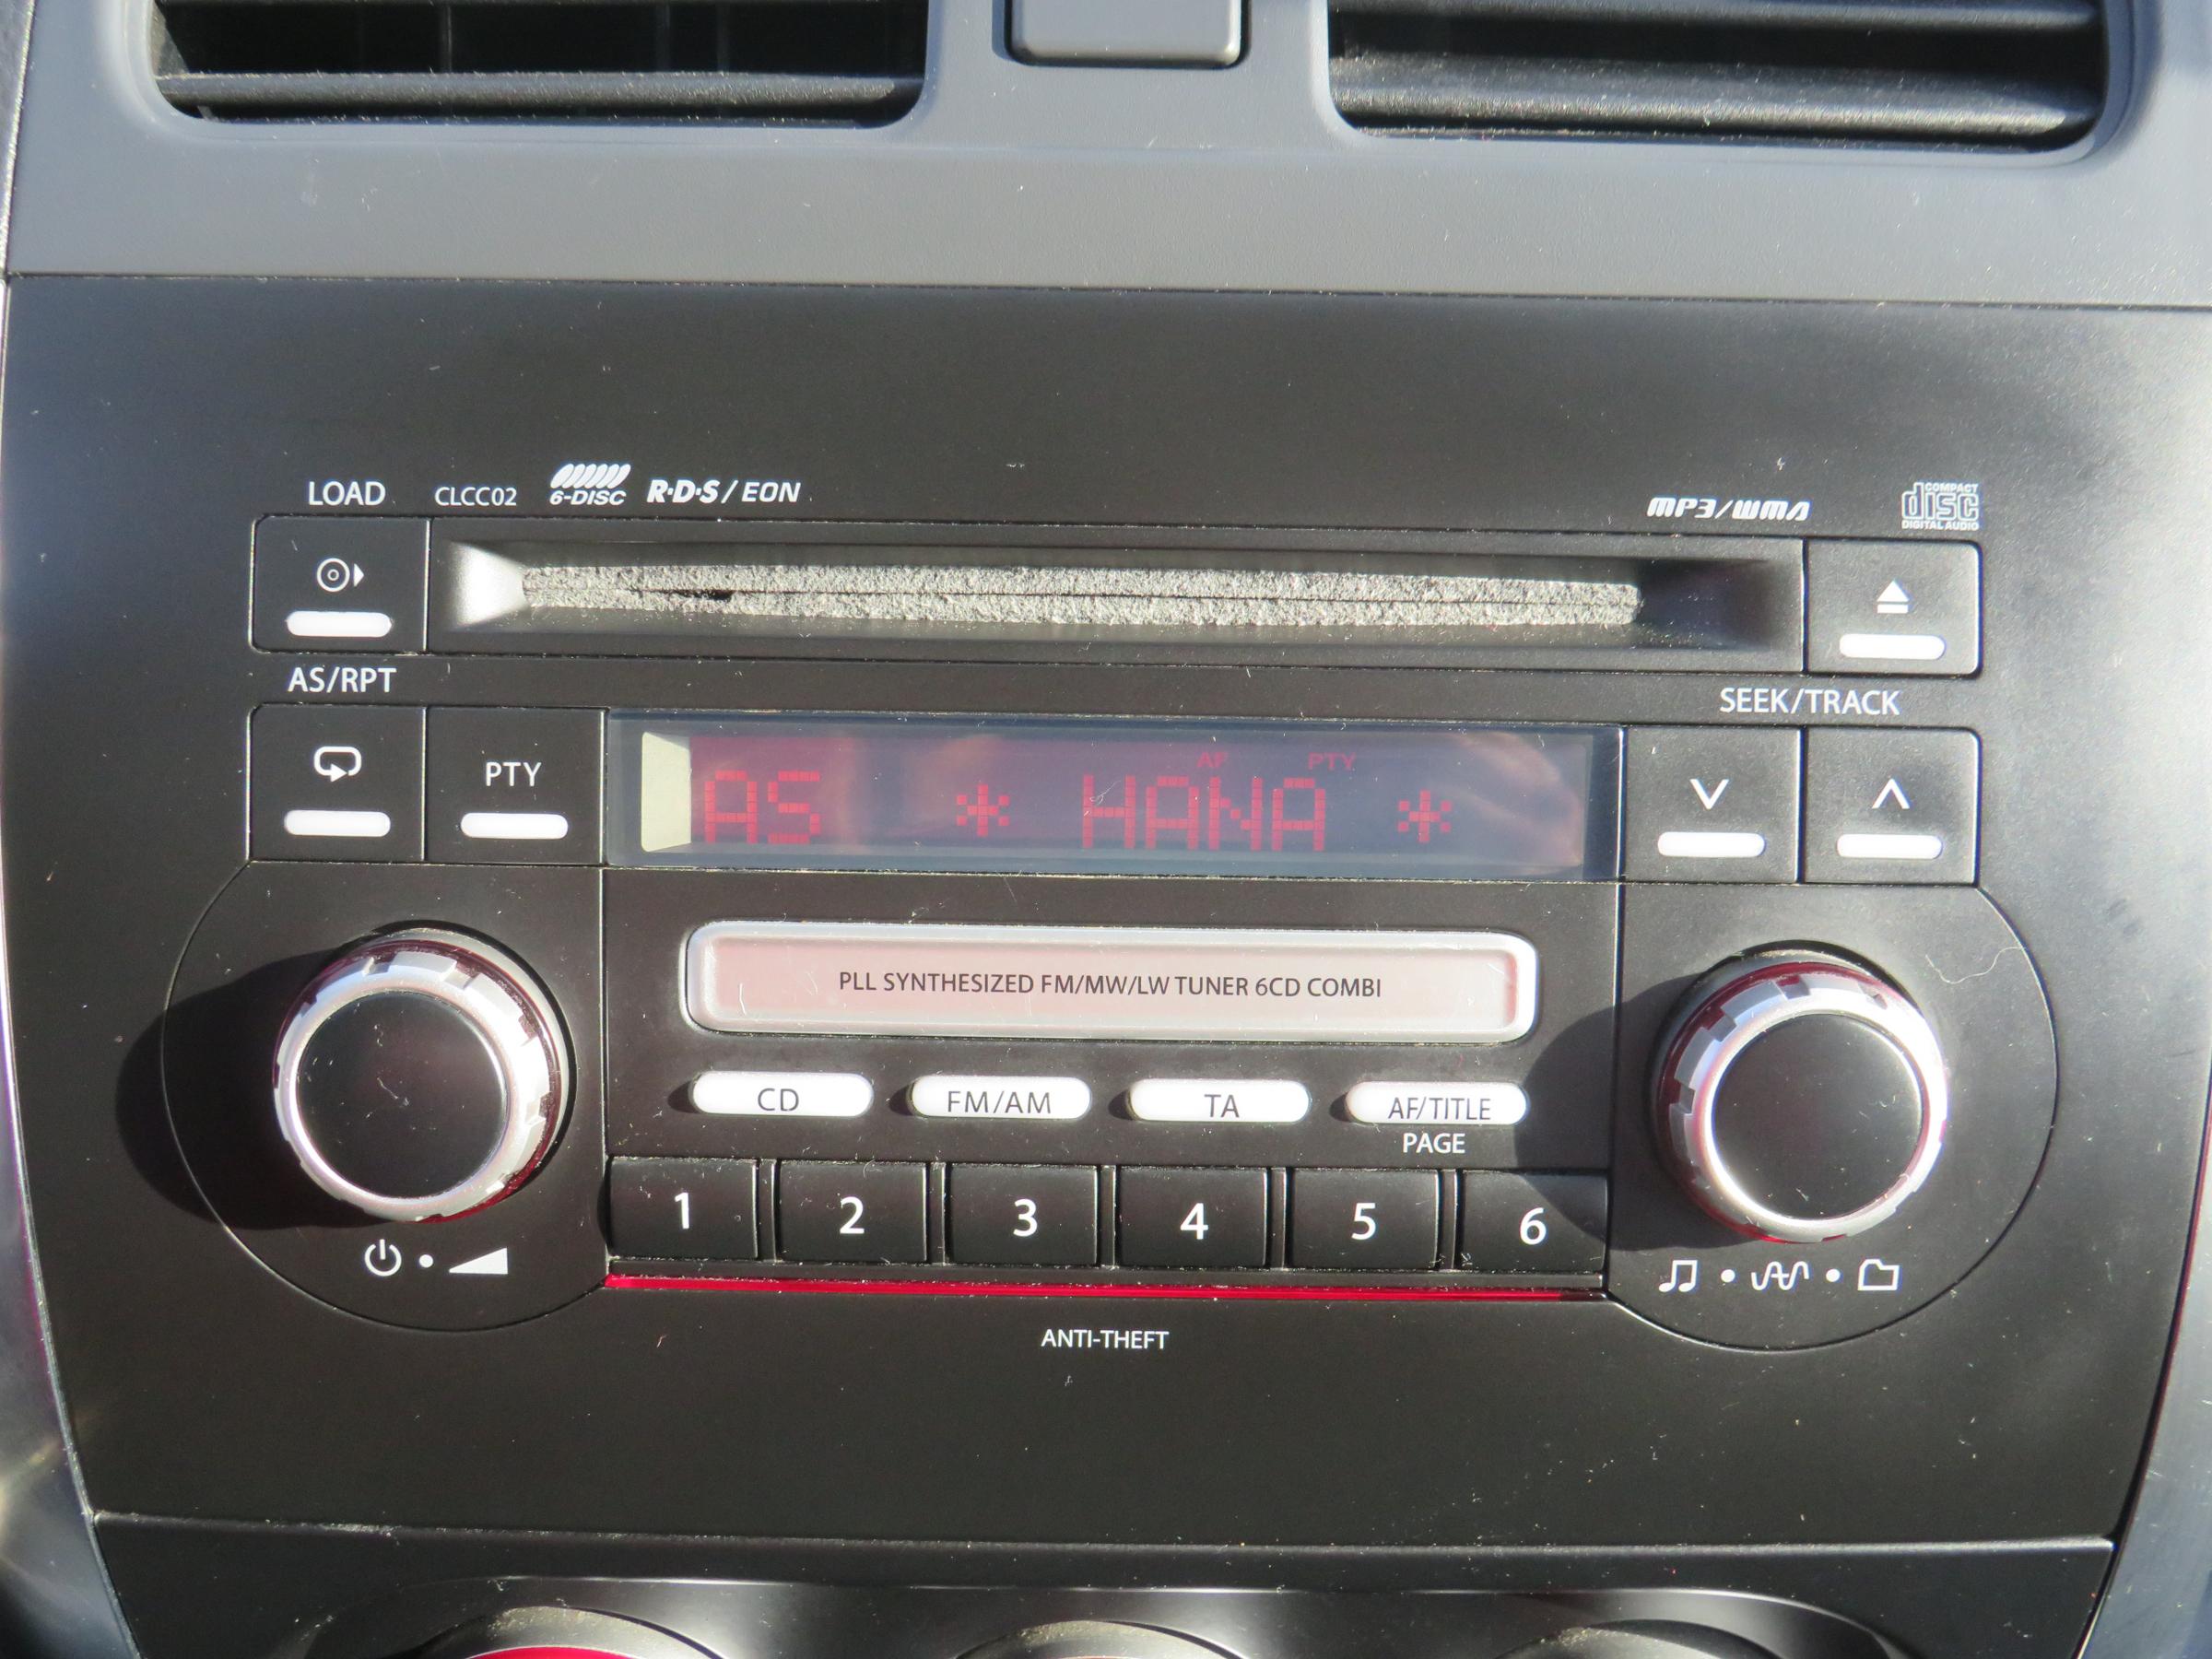 LOAD CLCC02 6-DISC R·D·S/EON MP3/WMA COMPACT disc DIGITAL AUDIO
AS/RPT SEEK/TRACK
PTY
AF PTY
AS * HANA *
PLL SYNTHESIZED FM/MW/LW TUNER 6CD COMBI
CD FM/AM TA AF/TITLE
PAGE
1 2 3 4 5 6
ANTI-THEFT